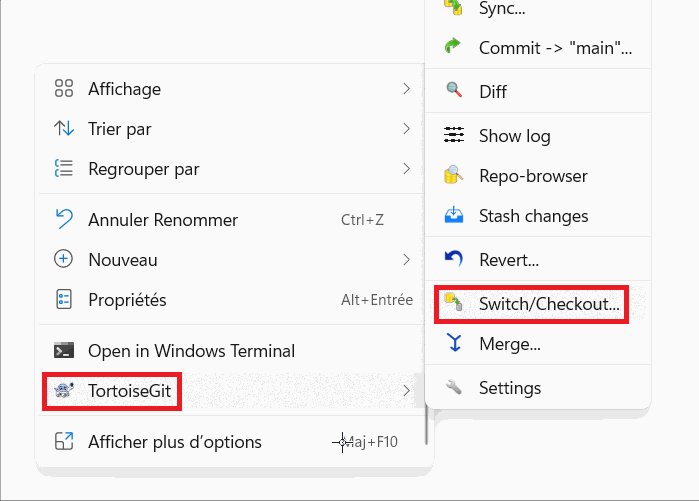 Affichage
Trier par
Regrouper par
Annuler Renommer Ctrl+Z
Nouveau
Propriétés Alt+Entrée
Open in Windows Terminal
TortoiseGit
Afficher plus d’options Maj+F10
Sync...
Commit -> "main"...
Diff
Show log
Repo-browser
Stash changes
Revert...
Switch/Checkout...
Merge...
Settings